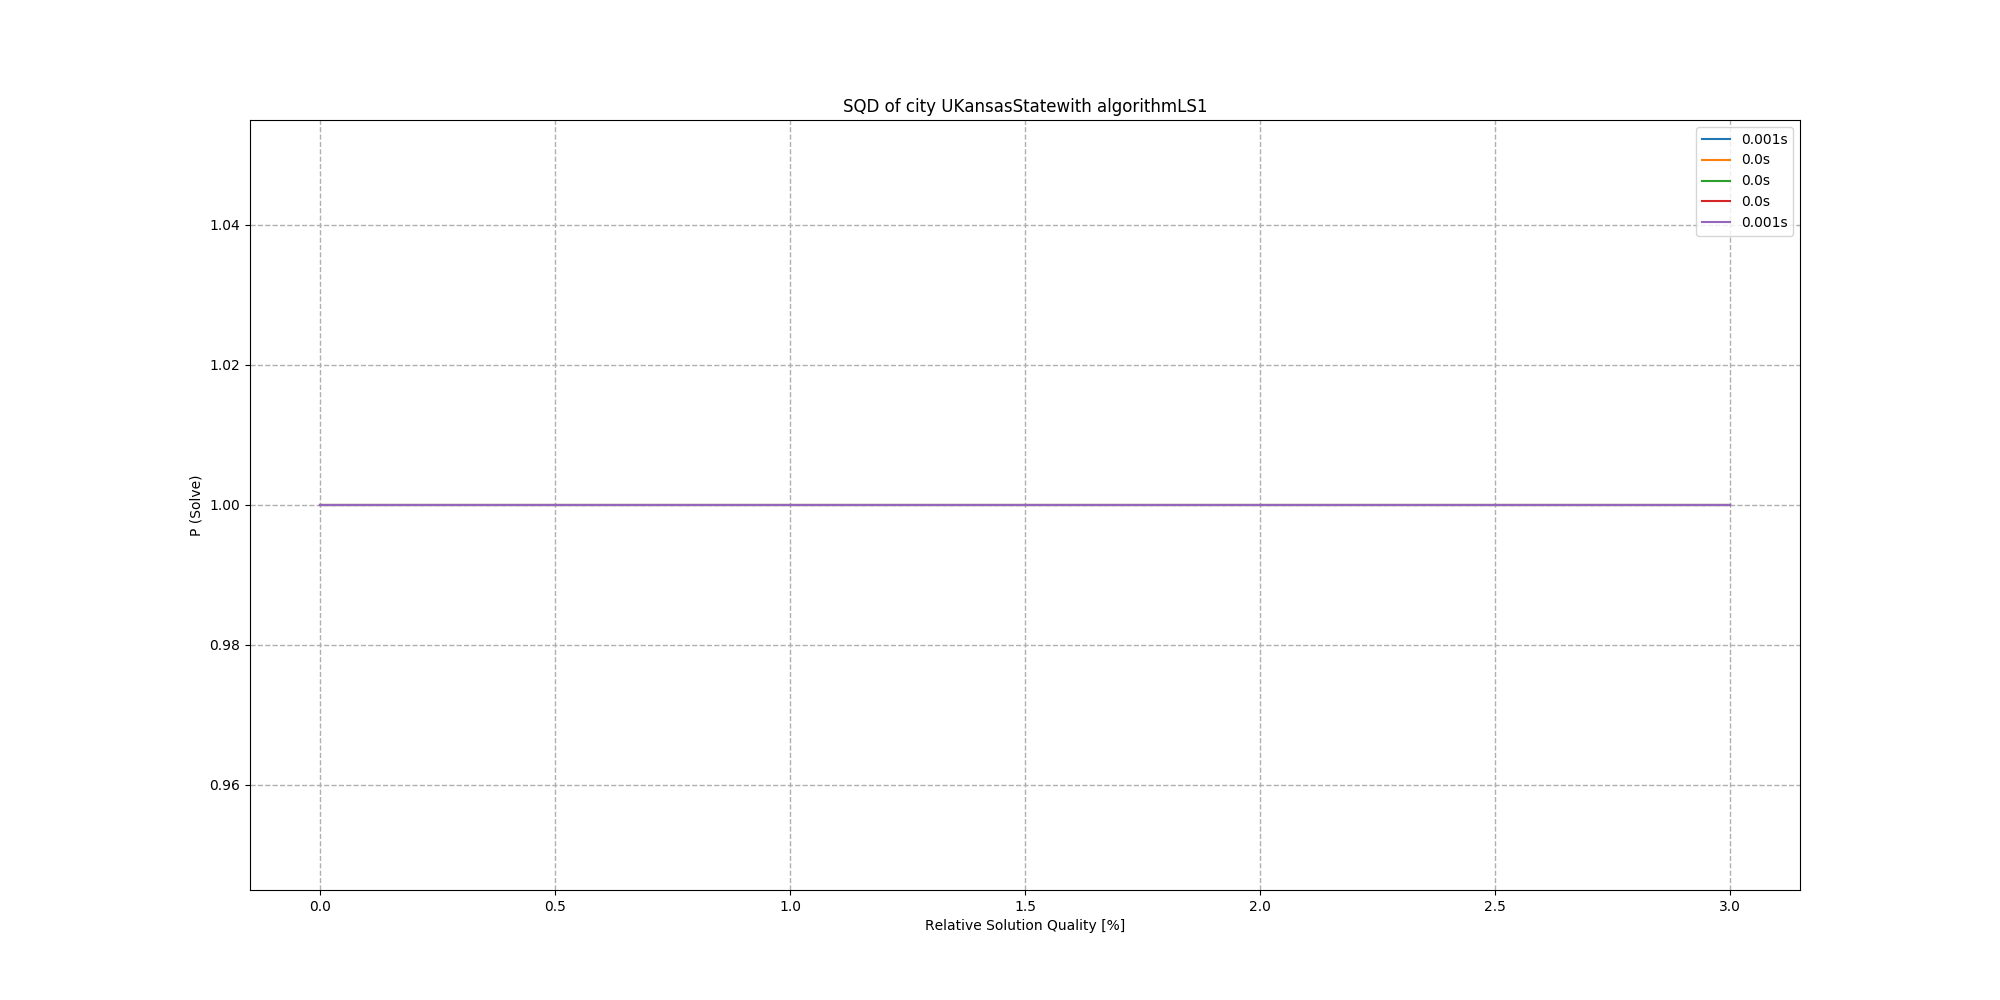 SQD of city UKansasStatewith algorithmLS1
0.001s
0.0s
0.0s
0.0s
0.001s
P (Solve)
1.04
1.02
1.00
0.98
0.96
0.0 0.5 1.0 1.5 2.0 2.5 3.0
Relative Solution Quality [%]